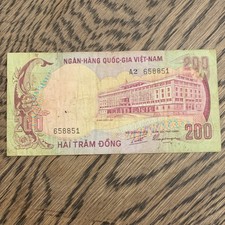 NGÂN-HÀNG QUỐC-GIA VIỆT-NAM
200
A2 658851
200
658851
200
HAI TRĂM ĐỒNG